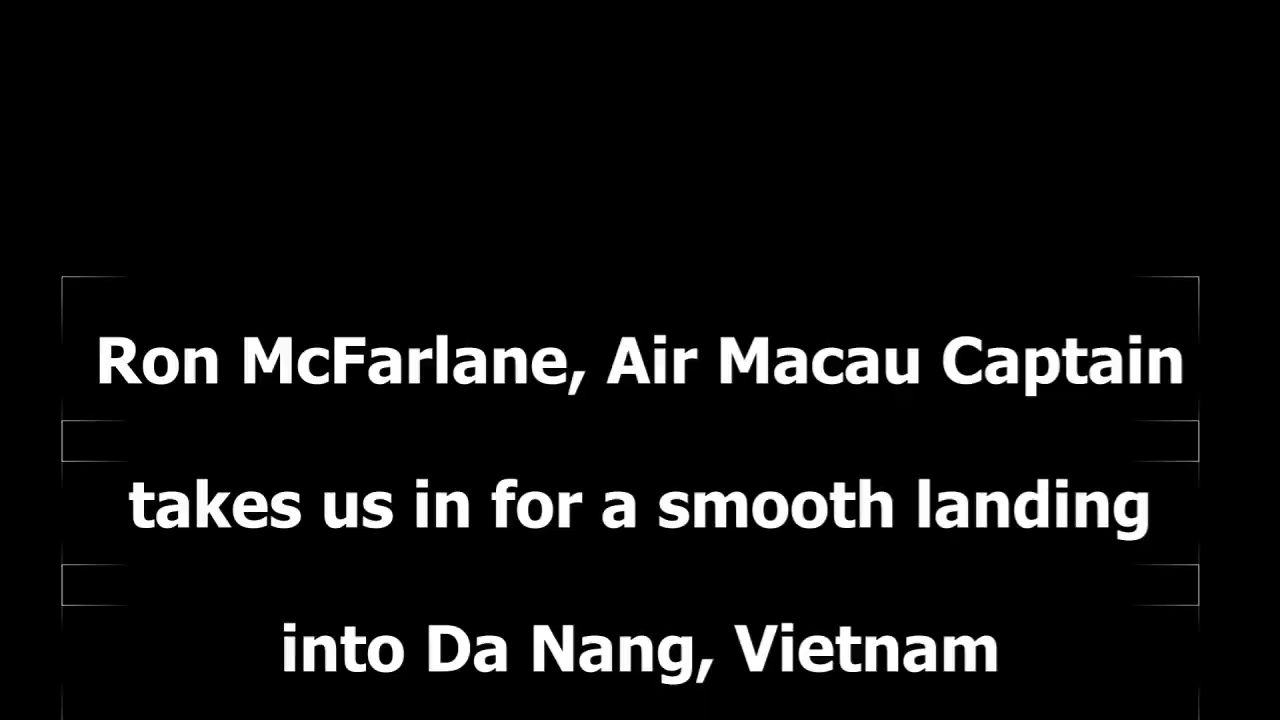 Ron McFarlane, Air Macau Captain
takes us in for a smooth landing
into Da Nang, Vietnam